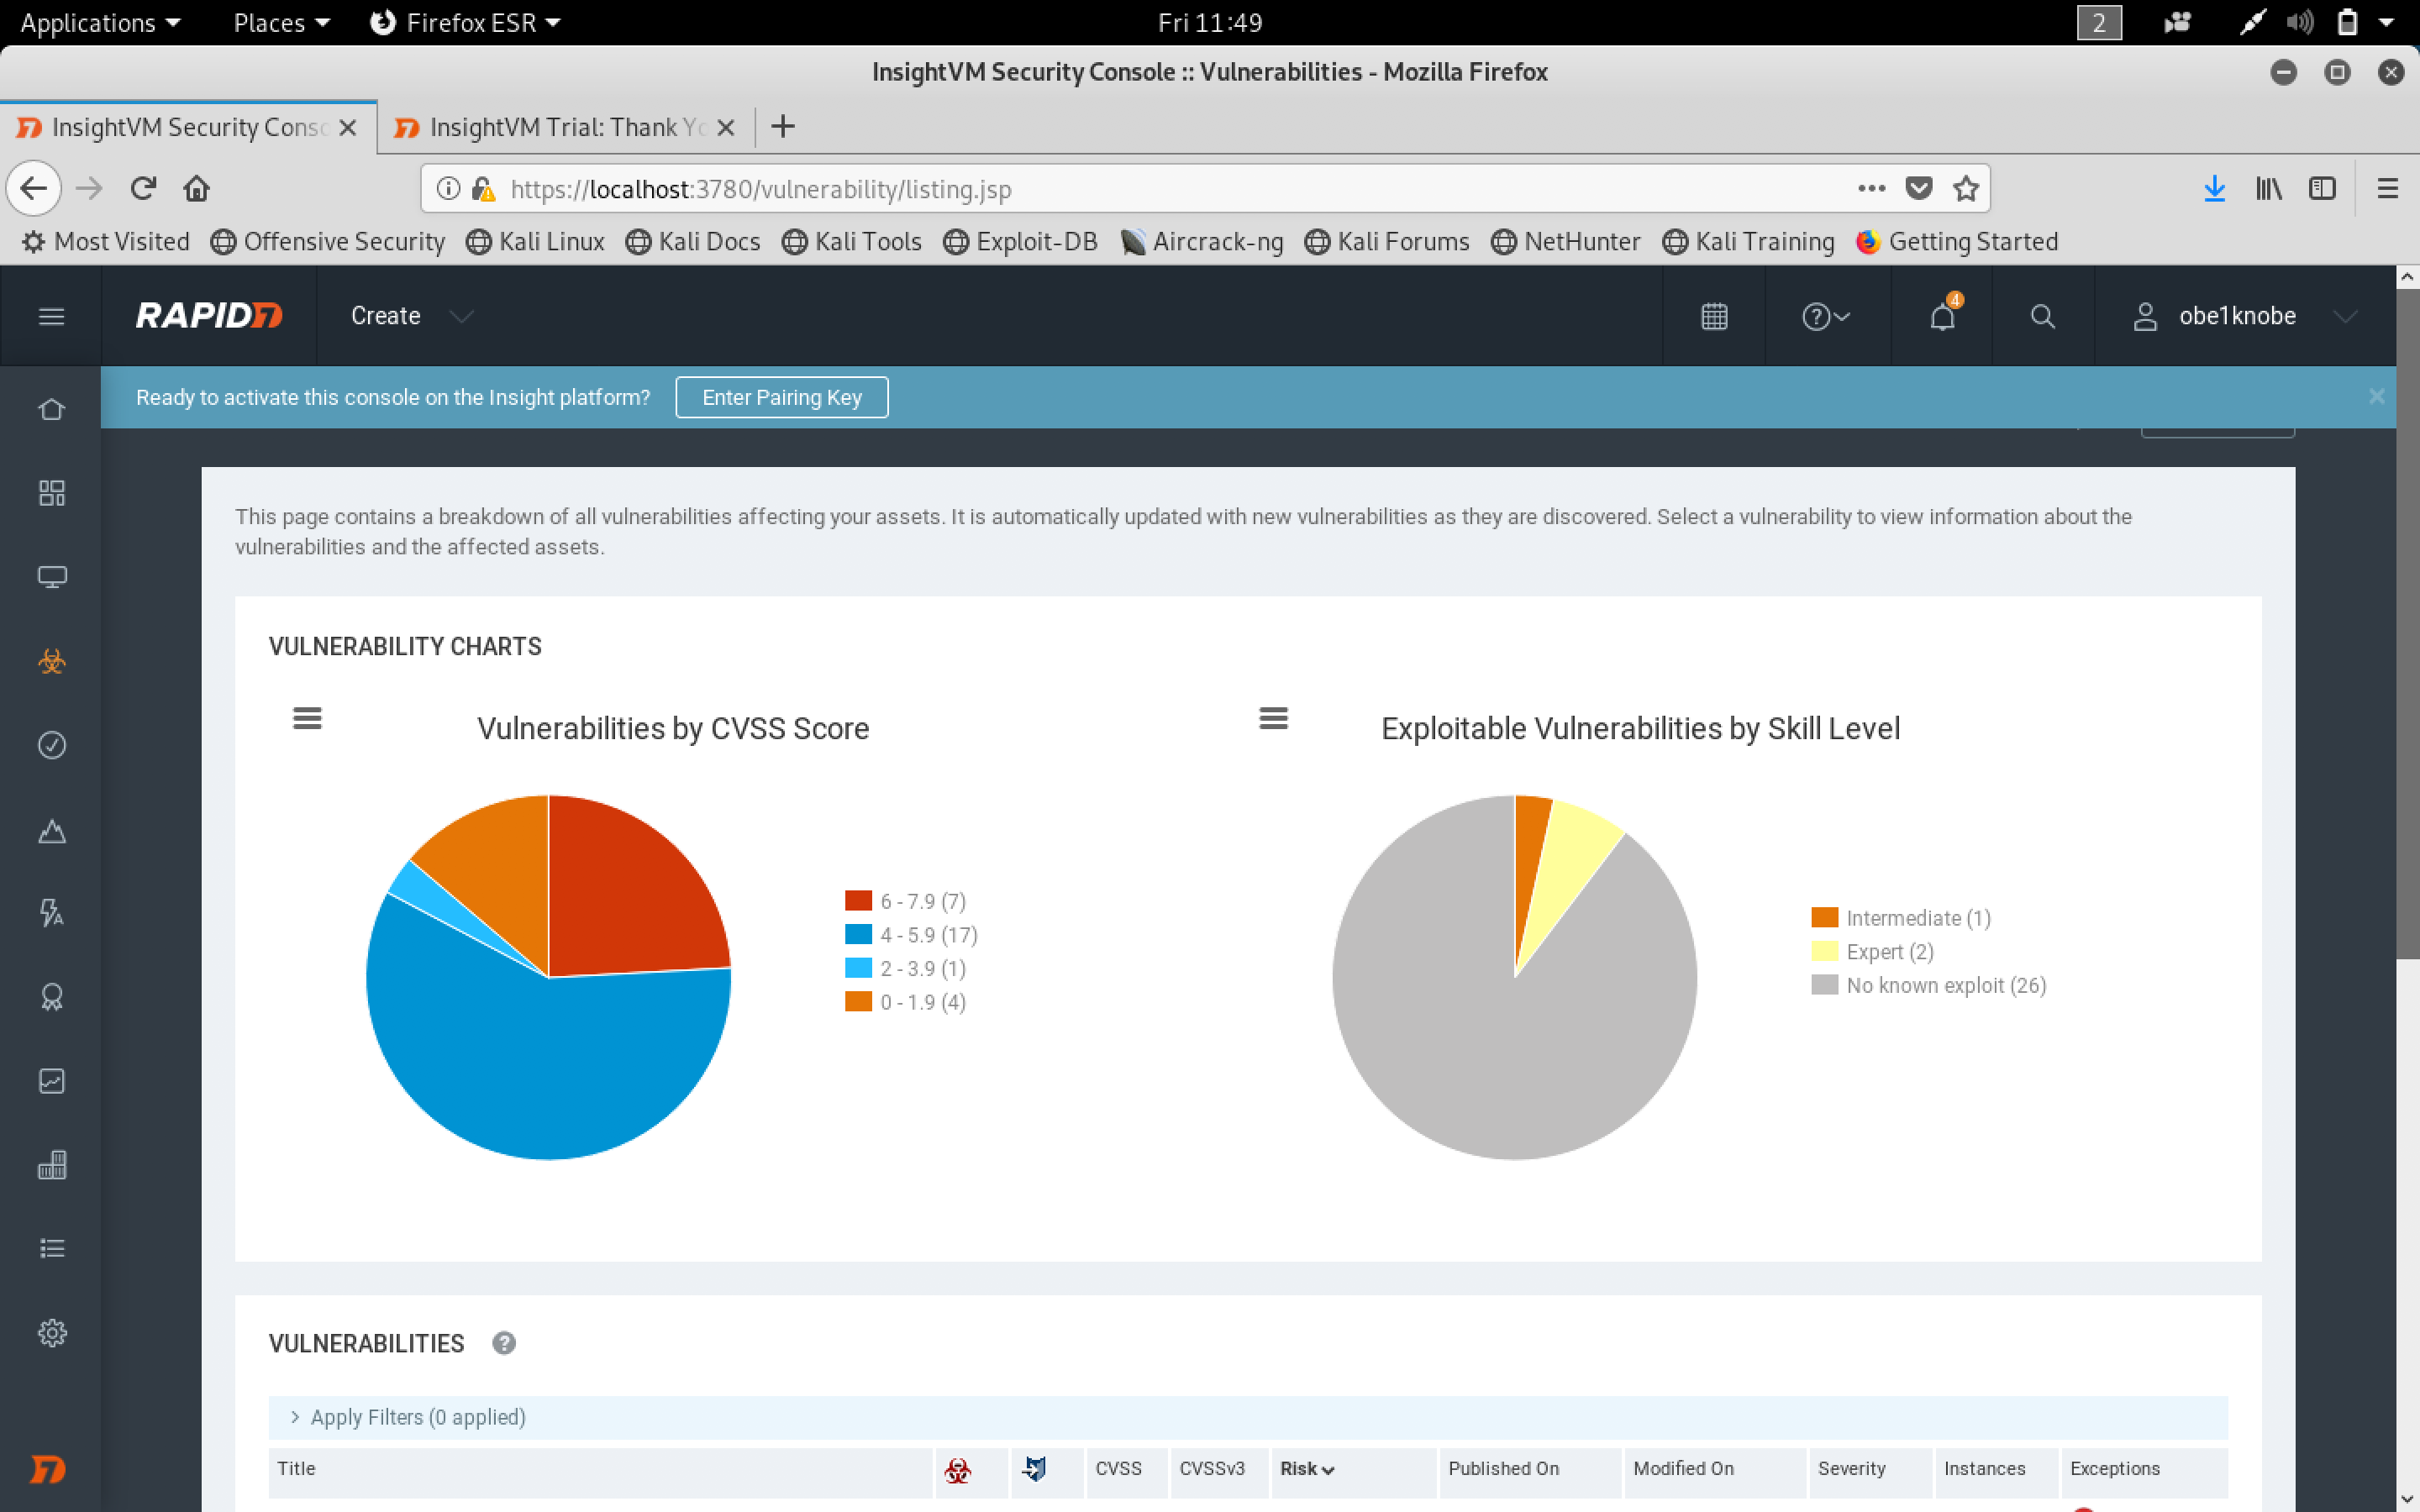 Applications Places Firefox ESR Fri 11:49 2
InsightVM Security Console :: Vulnerabilities - Mozilla Firefox
InsightVM Security Conso InsightVM Trial: Thank Yo
https://localhost:3780/vulnerability/listing.jsp
Most Visited Offensive Security Kali Linux Kali Docs Kali Tools Exploit-DB Aircrack-ng Kali Forums NetHunter Kali Training Getting Started
RAPID7 Create 4 obe1knobe
Ready to activate this console on the Insight platform? Enter Pairing Key
This page contains a breakdown of all vulnerabilities affecting your assets. It is automatically updated with new vulnerabilities as they are discovered. Select a vulnerability to view information about the
vulnerabilities and the affected assets.
VULNERABILITY CHARTS
Vulnerabilities by CVSS Score
6 - 7.9 (7)
4 - 5.9 (17)
2 - 3.9 (1)
0 - 1.9 (4)
Exploitable Vulnerabilities by Skill Level
Intermediate (1)
Expert (2)
No known exploit (26)
VULNERABILITIES
Apply Filters (0 applied)
Title CVSS CVSSv3 Risk Published On Modified On Severity Instances Exceptions